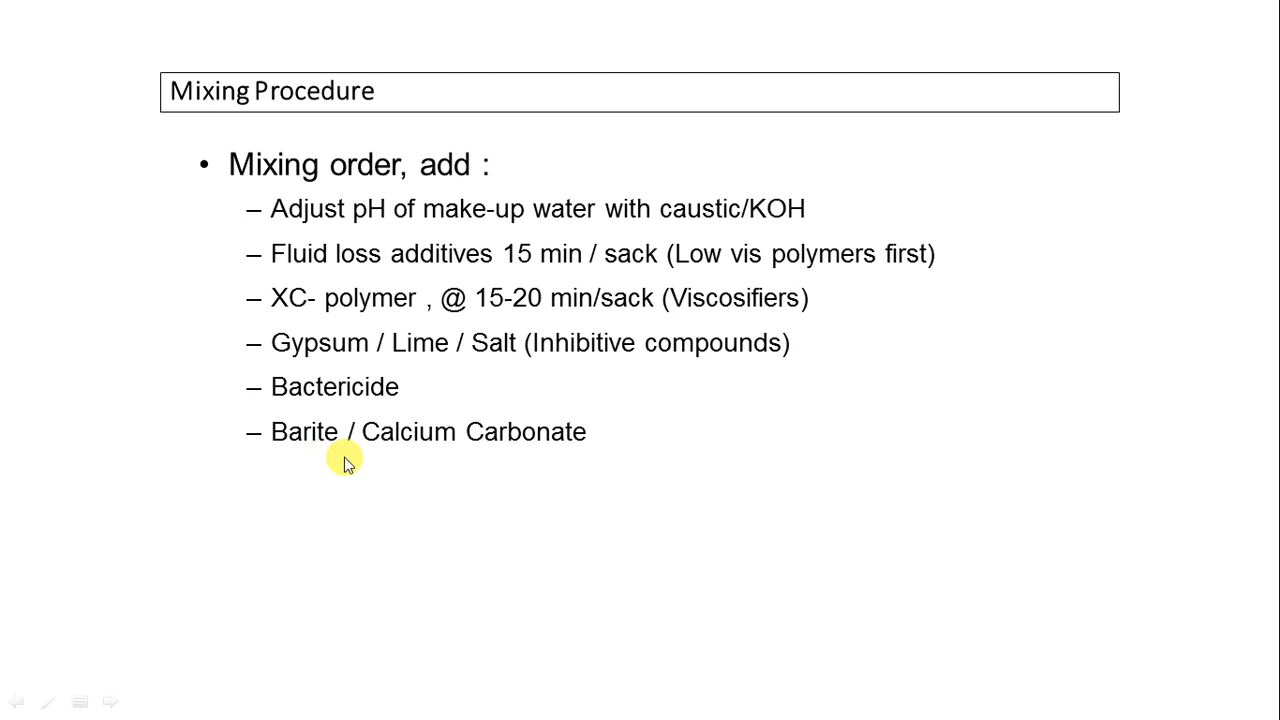 Mixing Procedure
• Mixing order, add :
– Adjust pH of make-up water with caustic/KOH
– Fluid loss additives 15 min / sack (Low vis polymers first)
– XC- polymer , @ 15-20 min/sack (Viscosifiers)
– Gypsum / Lime / Salt (Inhibitive compounds)
– Bactericide
– Barite / Calcium Carbonate